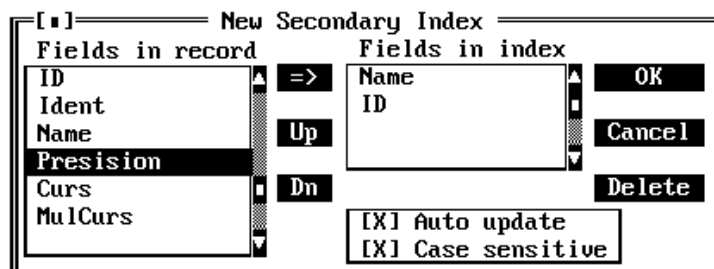 [▪] New Secondary Index
Fields in record
Fields in index
ID
Ident
Name
Presision
Curs
MulCurs
=>
Up
Dn
Name
ID
OK
Cancel
Delete
[X] Auto update
[X] Case sensitive